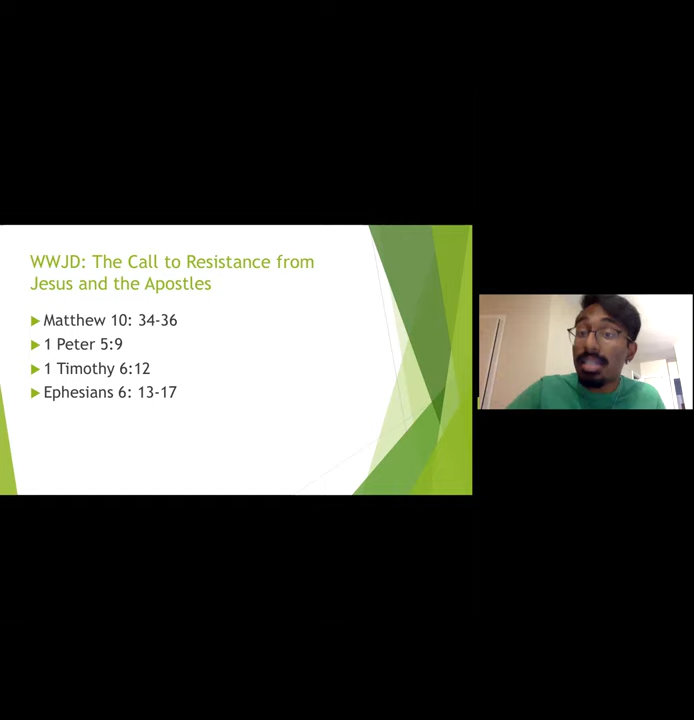 WWJD: The Call to Resistance from
Jesus and the Apostles
Matthew 10: 34-36
1 Peter 5:9
1 Timothy 6:12
Ephesians 6: 13-17